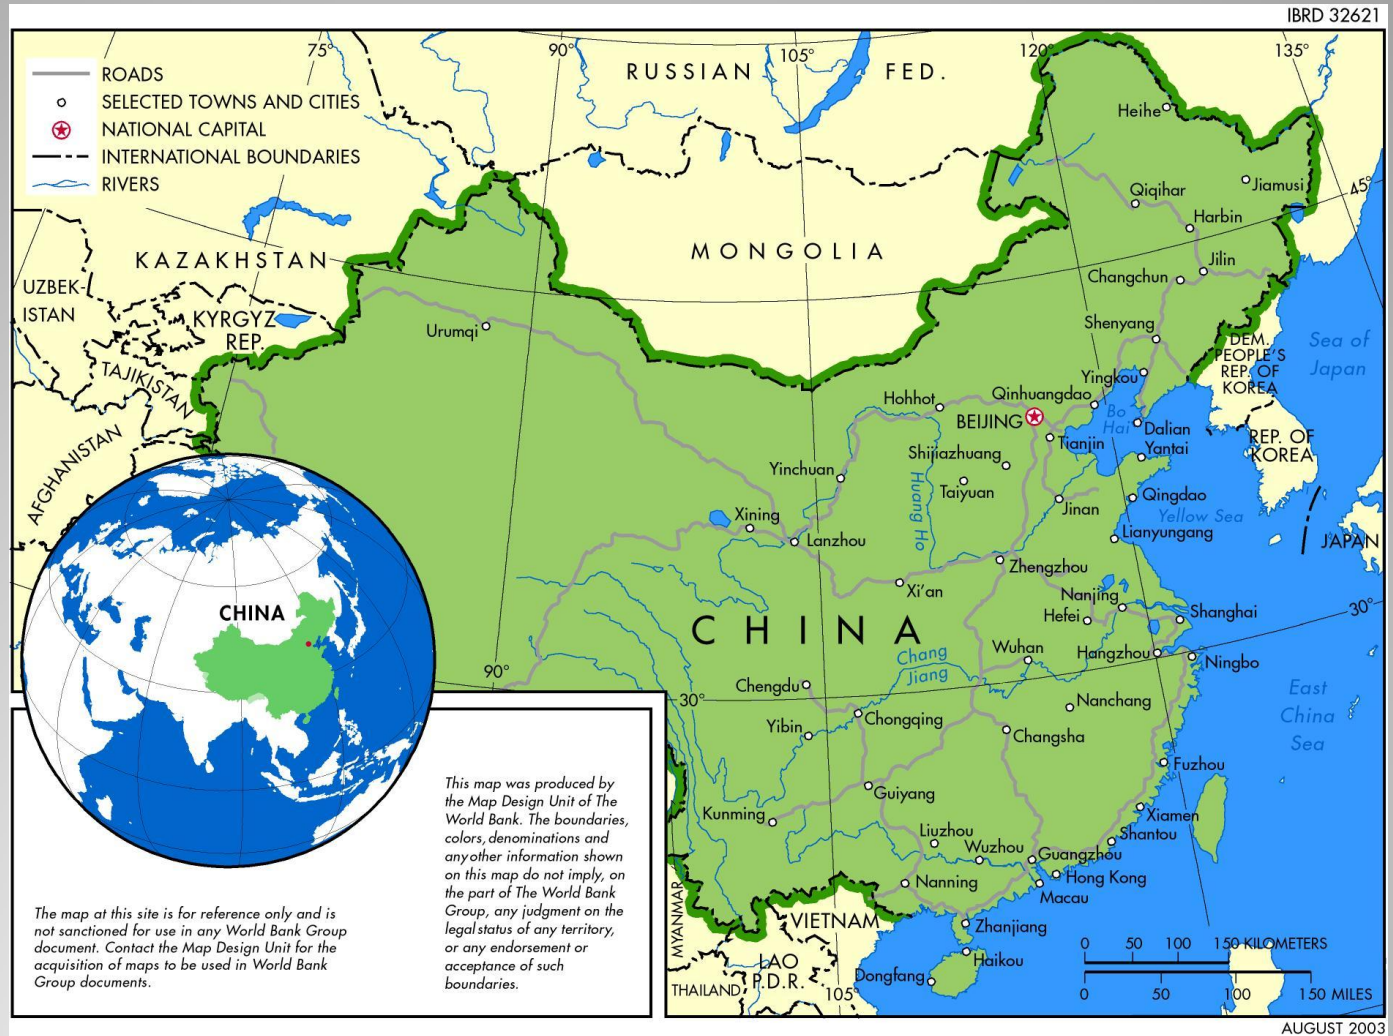 IBRD 32621
75°
90°
105°
120°
135°
ROADS
SELECTED TOWNS AND CITIES
NATIONAL CAPITAL
INTERNATIONAL BOUNDARIES
RIVERS
RUSSIAN FED.
Heihe
Qiqihar
Jiamusi
45°
Harbin
MONGOLIA
KAZAKHSTAN
Jilin
Changchun
UZBEK-
ISTAN
KYRGYZ
REP.
Urumqi
Shenyang
DEM.
PEOPLE'S
REP. OF
KOREA
Sea of
Japan
TAJIKISTAN
Yingkou
Hohhot
Qinhuangdao
BEIJING
Bo
Hai
Dalian
Tianjin
Yantai
REP. OF
KOREA
AFGHANISTAN
Shijiazhuang
Yinchuan
Taiyuan
Huang Ho
Qingdao
Jinan
Yellow Sea
Xining
Lianyungang
Lanzhou
JAPAN
Zhengzhou
Xi'an
Nanjing
Hefei
Shanghai
30°
CHINA
CHINA
Wuhan
Hangzhou
Ningbo
Chang
Jiang
90°
Chengdu
30°
Nanchang
East
China
Sea
Yibin
Chongqing
Changsha
Fuzhou
Guiyang
Kunming
Xiamen
Liuzhou
Shantou
Wuzhou
Guangzhou
Nanning
Hong Kong
Macau
MYANMAR
VIETNAM
Zhanjiang
Haikou
LAO
P.D.R.
Dongfang
THAILAND
105°
0 50 100 150 KILOMETERS
0 50 100 150 MILES
This map was produced by
the Map Design Unit of The
World Bank. The boundaries,
colors, denominations and
any other information shown
on this map do not imply, on
the part of The World Bank
Group, any judgment on the
legal status of any territory,
or any endorsement or
acceptance of such
boundaries.
The map at this site is for reference only and is
not sanctioned for use in any World Bank Group
document. Contact the Map Design Unit for the
acquisition of maps to be used in World Bank
Group documents.
AUGUST 2003